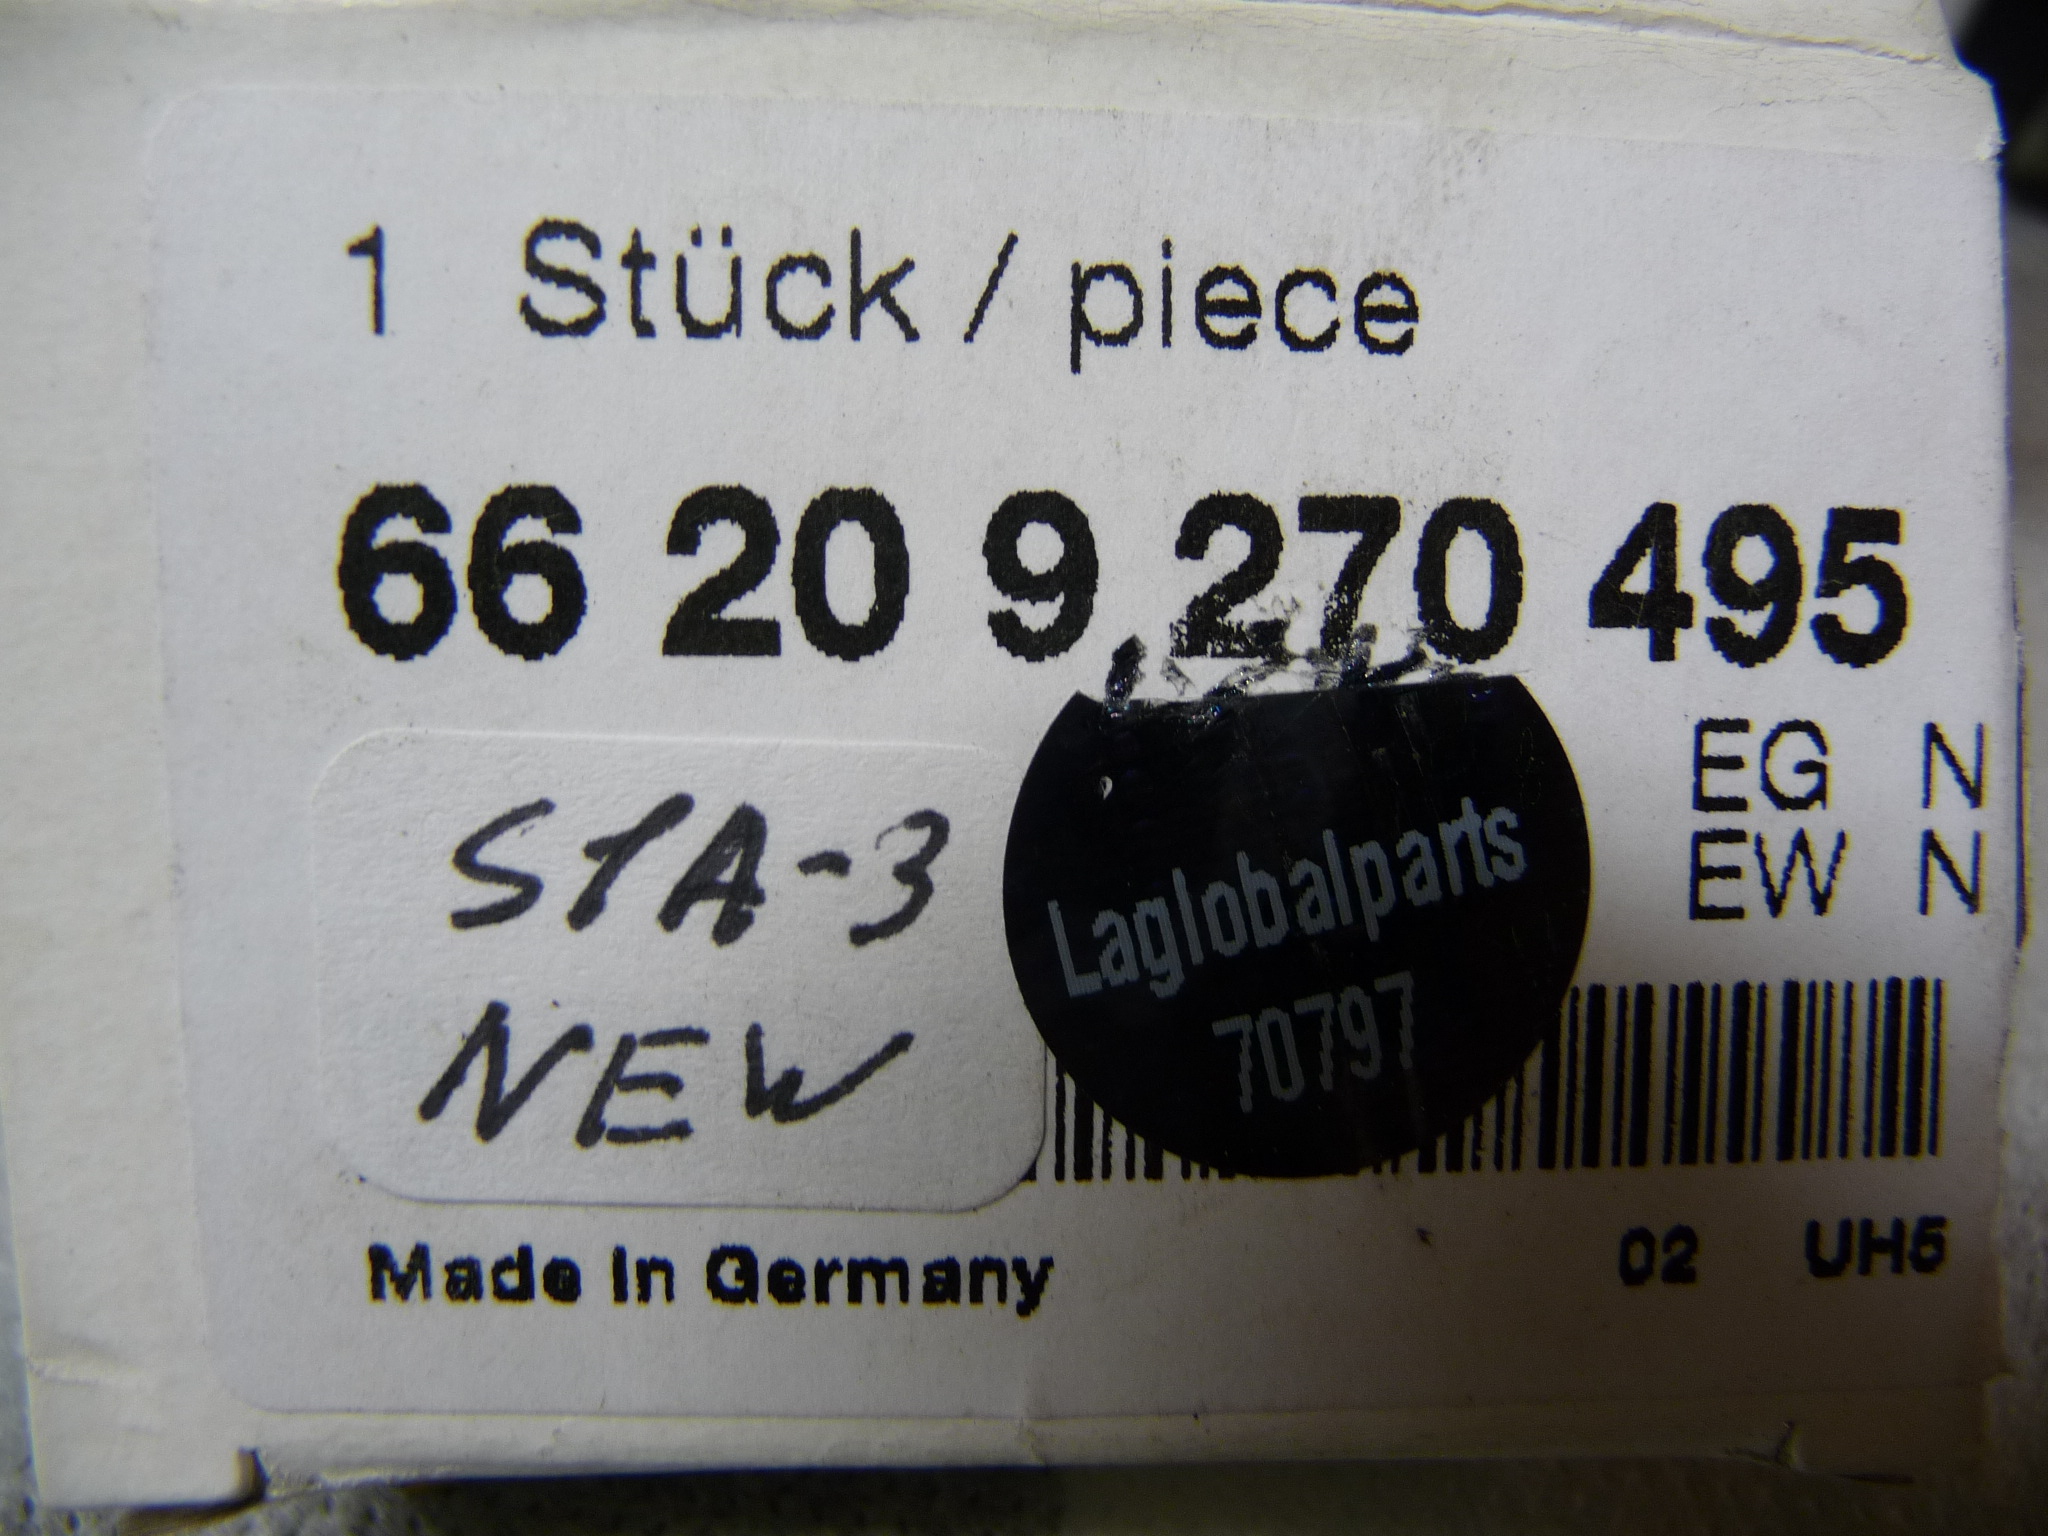 1 Stück / piece
66 20 9 270 495
EG N
EW N
STA-3
NEW
Laglobalparts
70797
Made in Germany
02 UH5